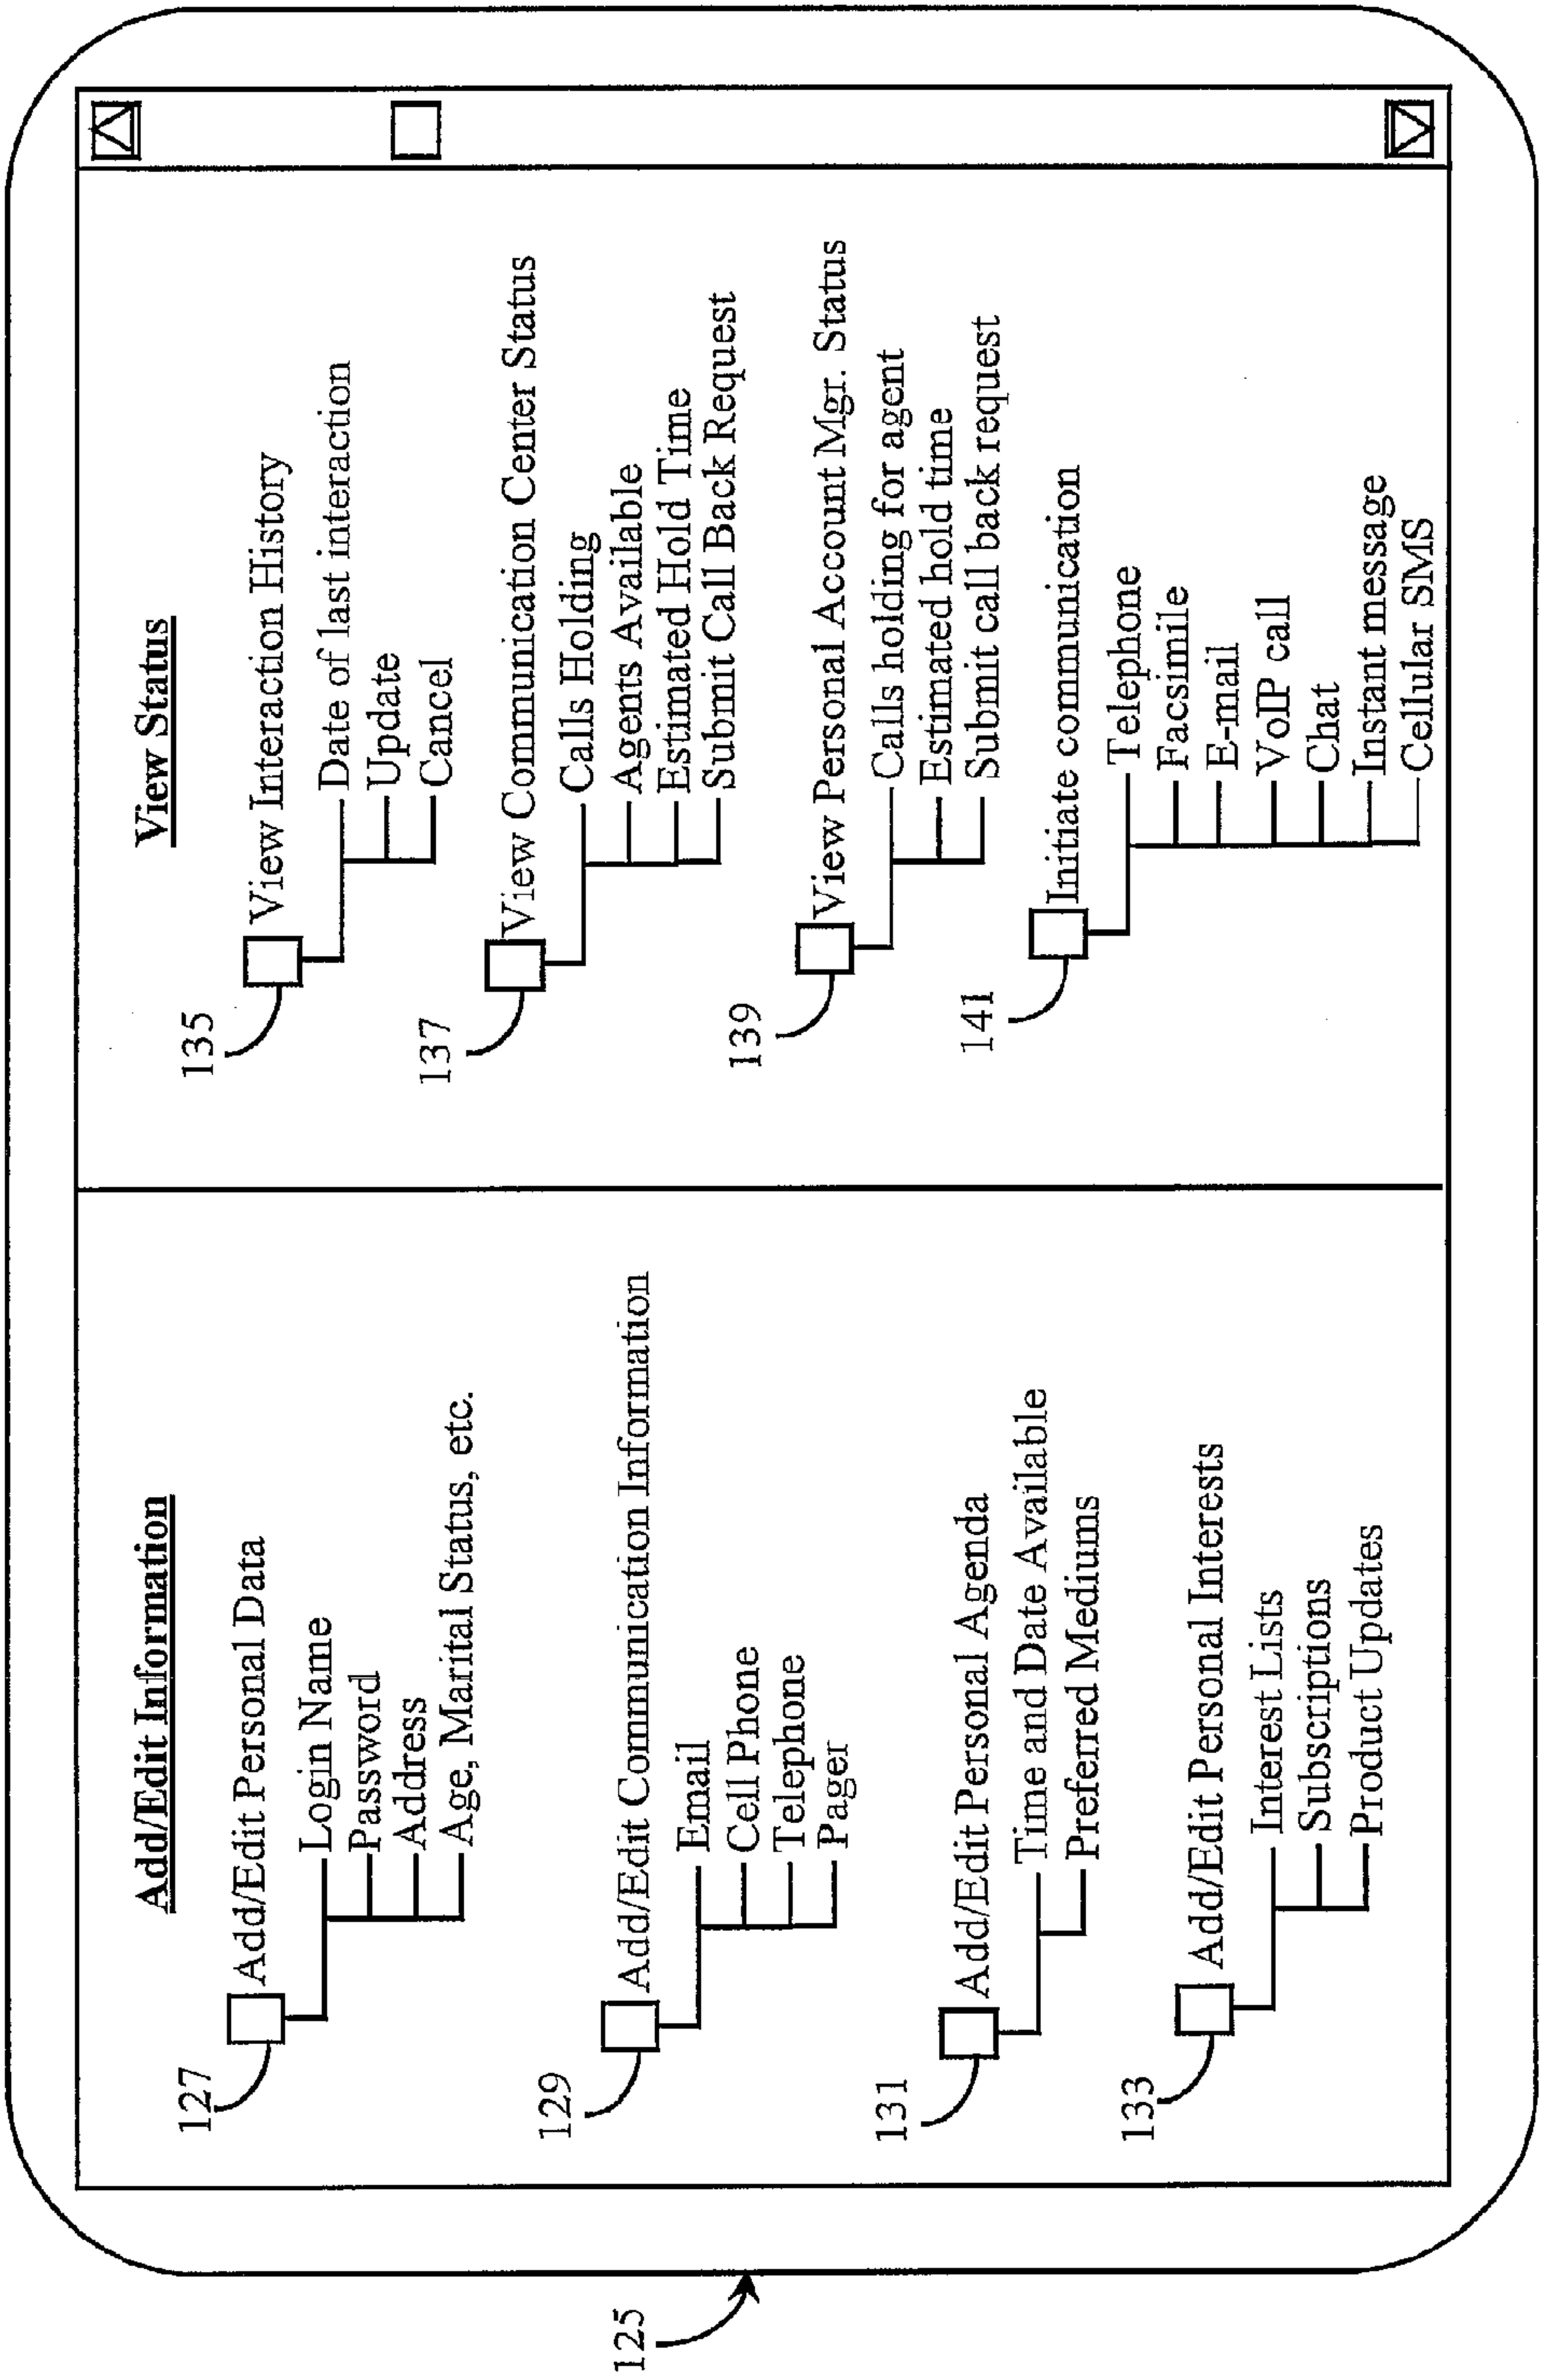 Add/Edit Information
127
Add/Edit Personal Data
Login Name
Password
Address
Age, Marital Status, etc.
129
Add/Edit Communication Information
Email
Cell Phone
Telephone
Pager
131
Add/Edit Personal Agenda
Time and Date Available
Preferred Mediums
133
Add/Edit Personal Interests
Interest Lists
Subscriptions
Product Updates
View Status
135
View Interaction History
Date of last interaction
Update
Cancel
137
View Communication Center Status
Calls Holding
Agents Available
Estimated Hold Time
Submit Call Back Request
139
View Personal Account Mgr. Status
Calls holding for agent
Estimated hold time
Submit call back request
141
Initiate communication
Telephone
Facsimile
E-mail
VoIP call
Chat
Instant message
Cellular SMS
125